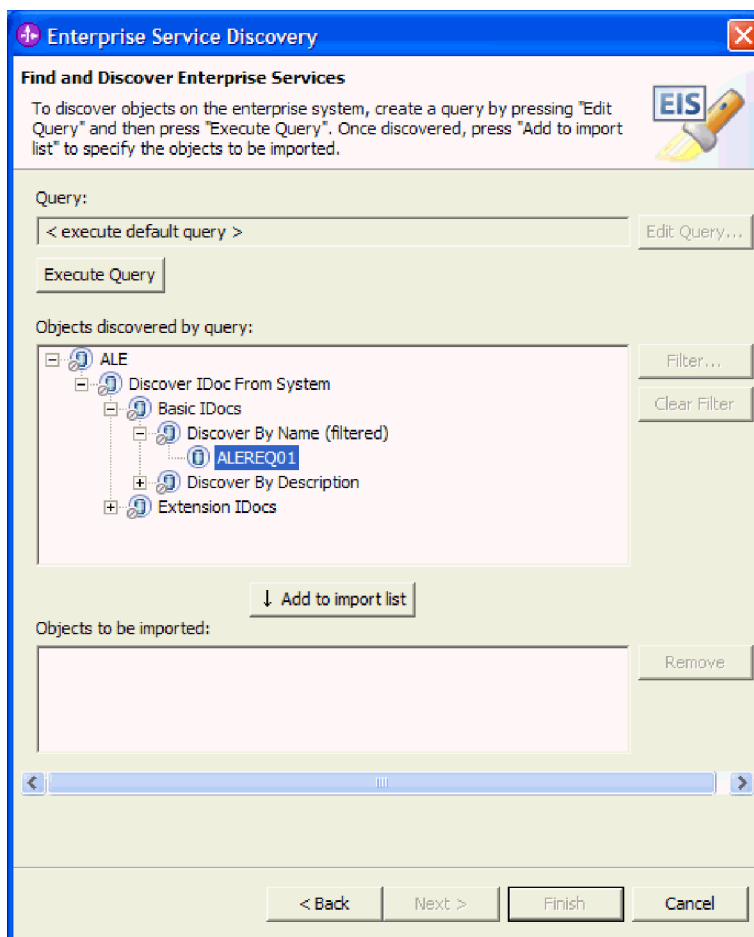 Enterprise Service Discovery
Find and Discover Enterprise Services
To discover objects on the enterprise system, create a query by pressing "Edit
Query" and then press "Execute Query". Once discovered, press "Add to import
list" to specify the objects to be imported.
EIS
Query:
< execute default query >
Edit Query...
Execute Query
Objects discovered by query:
ALE
Discover IDoc From System
Basic IDocs
Discover By Name (filtered)
ALEREQ01
Discover By Description
Extension IDocs
Filter...
Clear Filter
↓ Add to import list
Objects to be imported:
Remove
< Back
Next >
Finish
Cancel